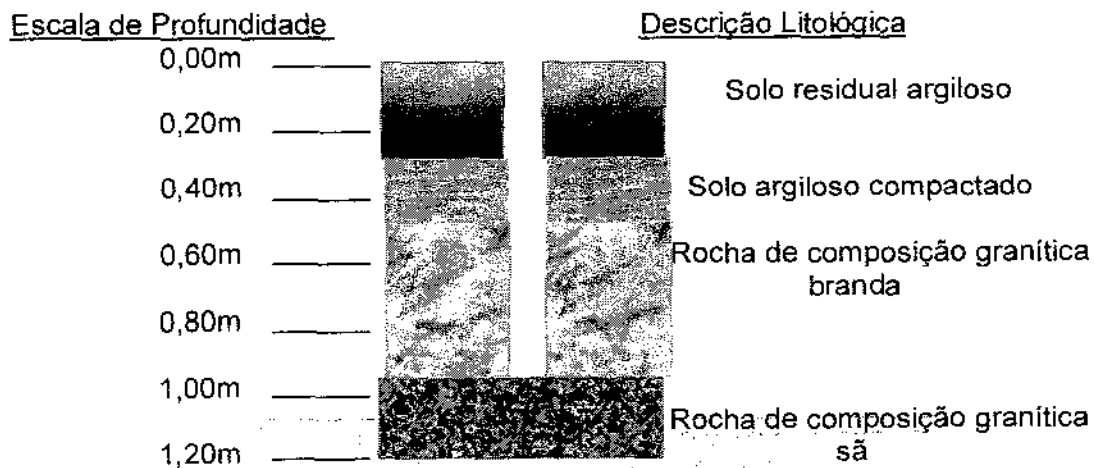 Escala de Profundidade
Descrição Litológica
0,00m
Solo residual argiloso
0,20m
0,40m
Solo argiloso compactado
0,60m
Rocha de composição granítica
branda
0,80m
1,00m
Rocha de composição granítica
sã
1,20m